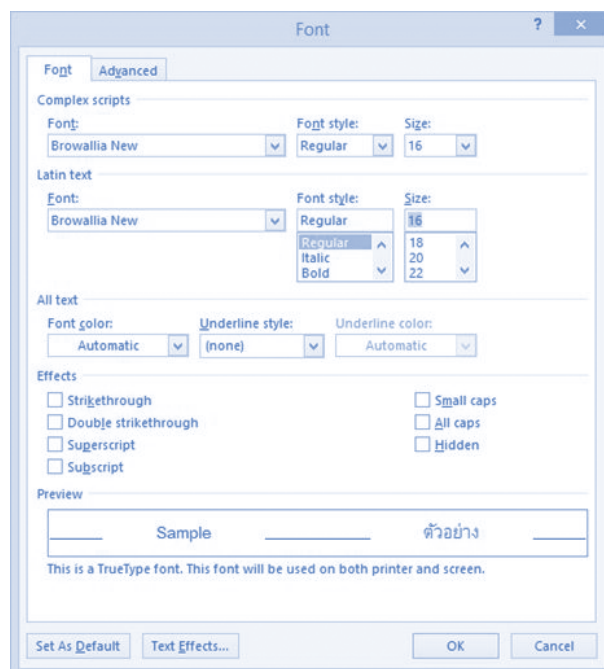 Font ? ×
Font Advanced
Complex scripts
Font: Font style: Size:
Browallia New Regular 16
Latin text
Font: Font style: Size:
Browallia New Regular 16
Regular 18
Italic 20
Bold 22
All text
Font color: Underline style: Underline color:
Automatic (none) Automatic
Effects
Strikethrough Small caps
Double strikethrough All caps
Superscript Hidden
Subscript
Preview
Sample ตัวอย่าง
This is a TrueType font. This font will be used on both printer and screen.
Set As Default Text Effects... OK Cancel